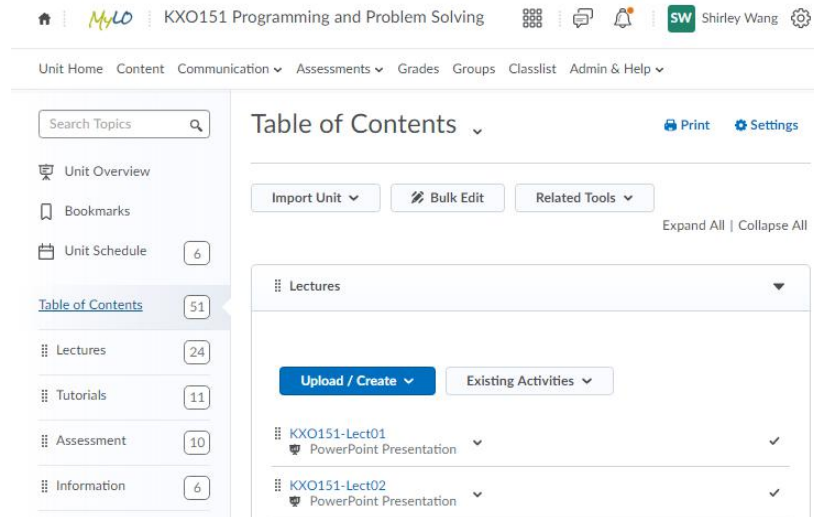 MyLO KXO151 Programming and Problem Solving SW Shirley Wang
Unit Home Content Communication Assessments Grades Groups Classlist Admin & Help
Search Topics
Unit Overview
Bookmarks
Unit Schedule 6
Table of Contents 51
Lectures 24
Tutorials 11
Assessment 10
Information 6
Table of Contents
Print Settings
Import Unit Bulk Edit Related Tools
Expand All | Collapse All
Lectures
Upload / Create Existing Activities
KXO151-Lect01
PowerPoint Presentation
KXO151-Lect02
PowerPoint Presentation